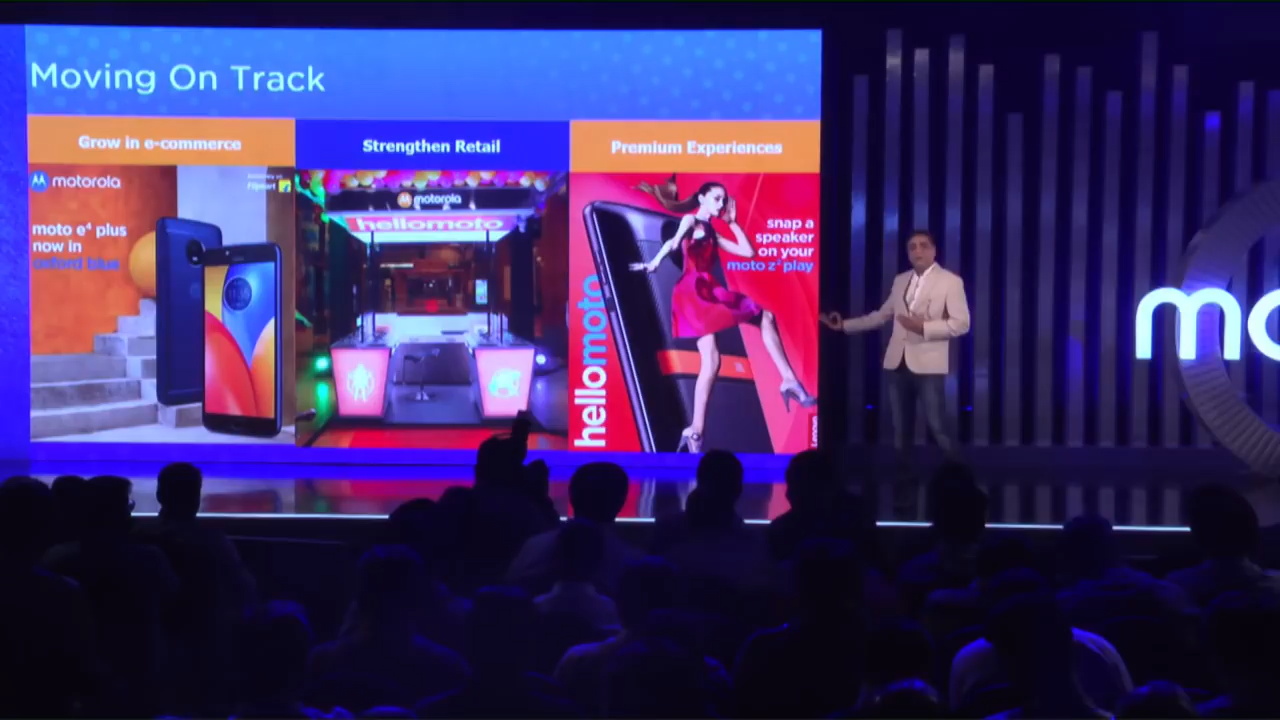 Moving On Track
Grow in e-commerce
Strengthen Retail
Premium Experiences
motorola
Flipkart
moto e⁴ plus
now in
oxford blue
motorola
hellomoto
snap a
speaker
on your
moto z² play
hellomoto
Lenovo
mo